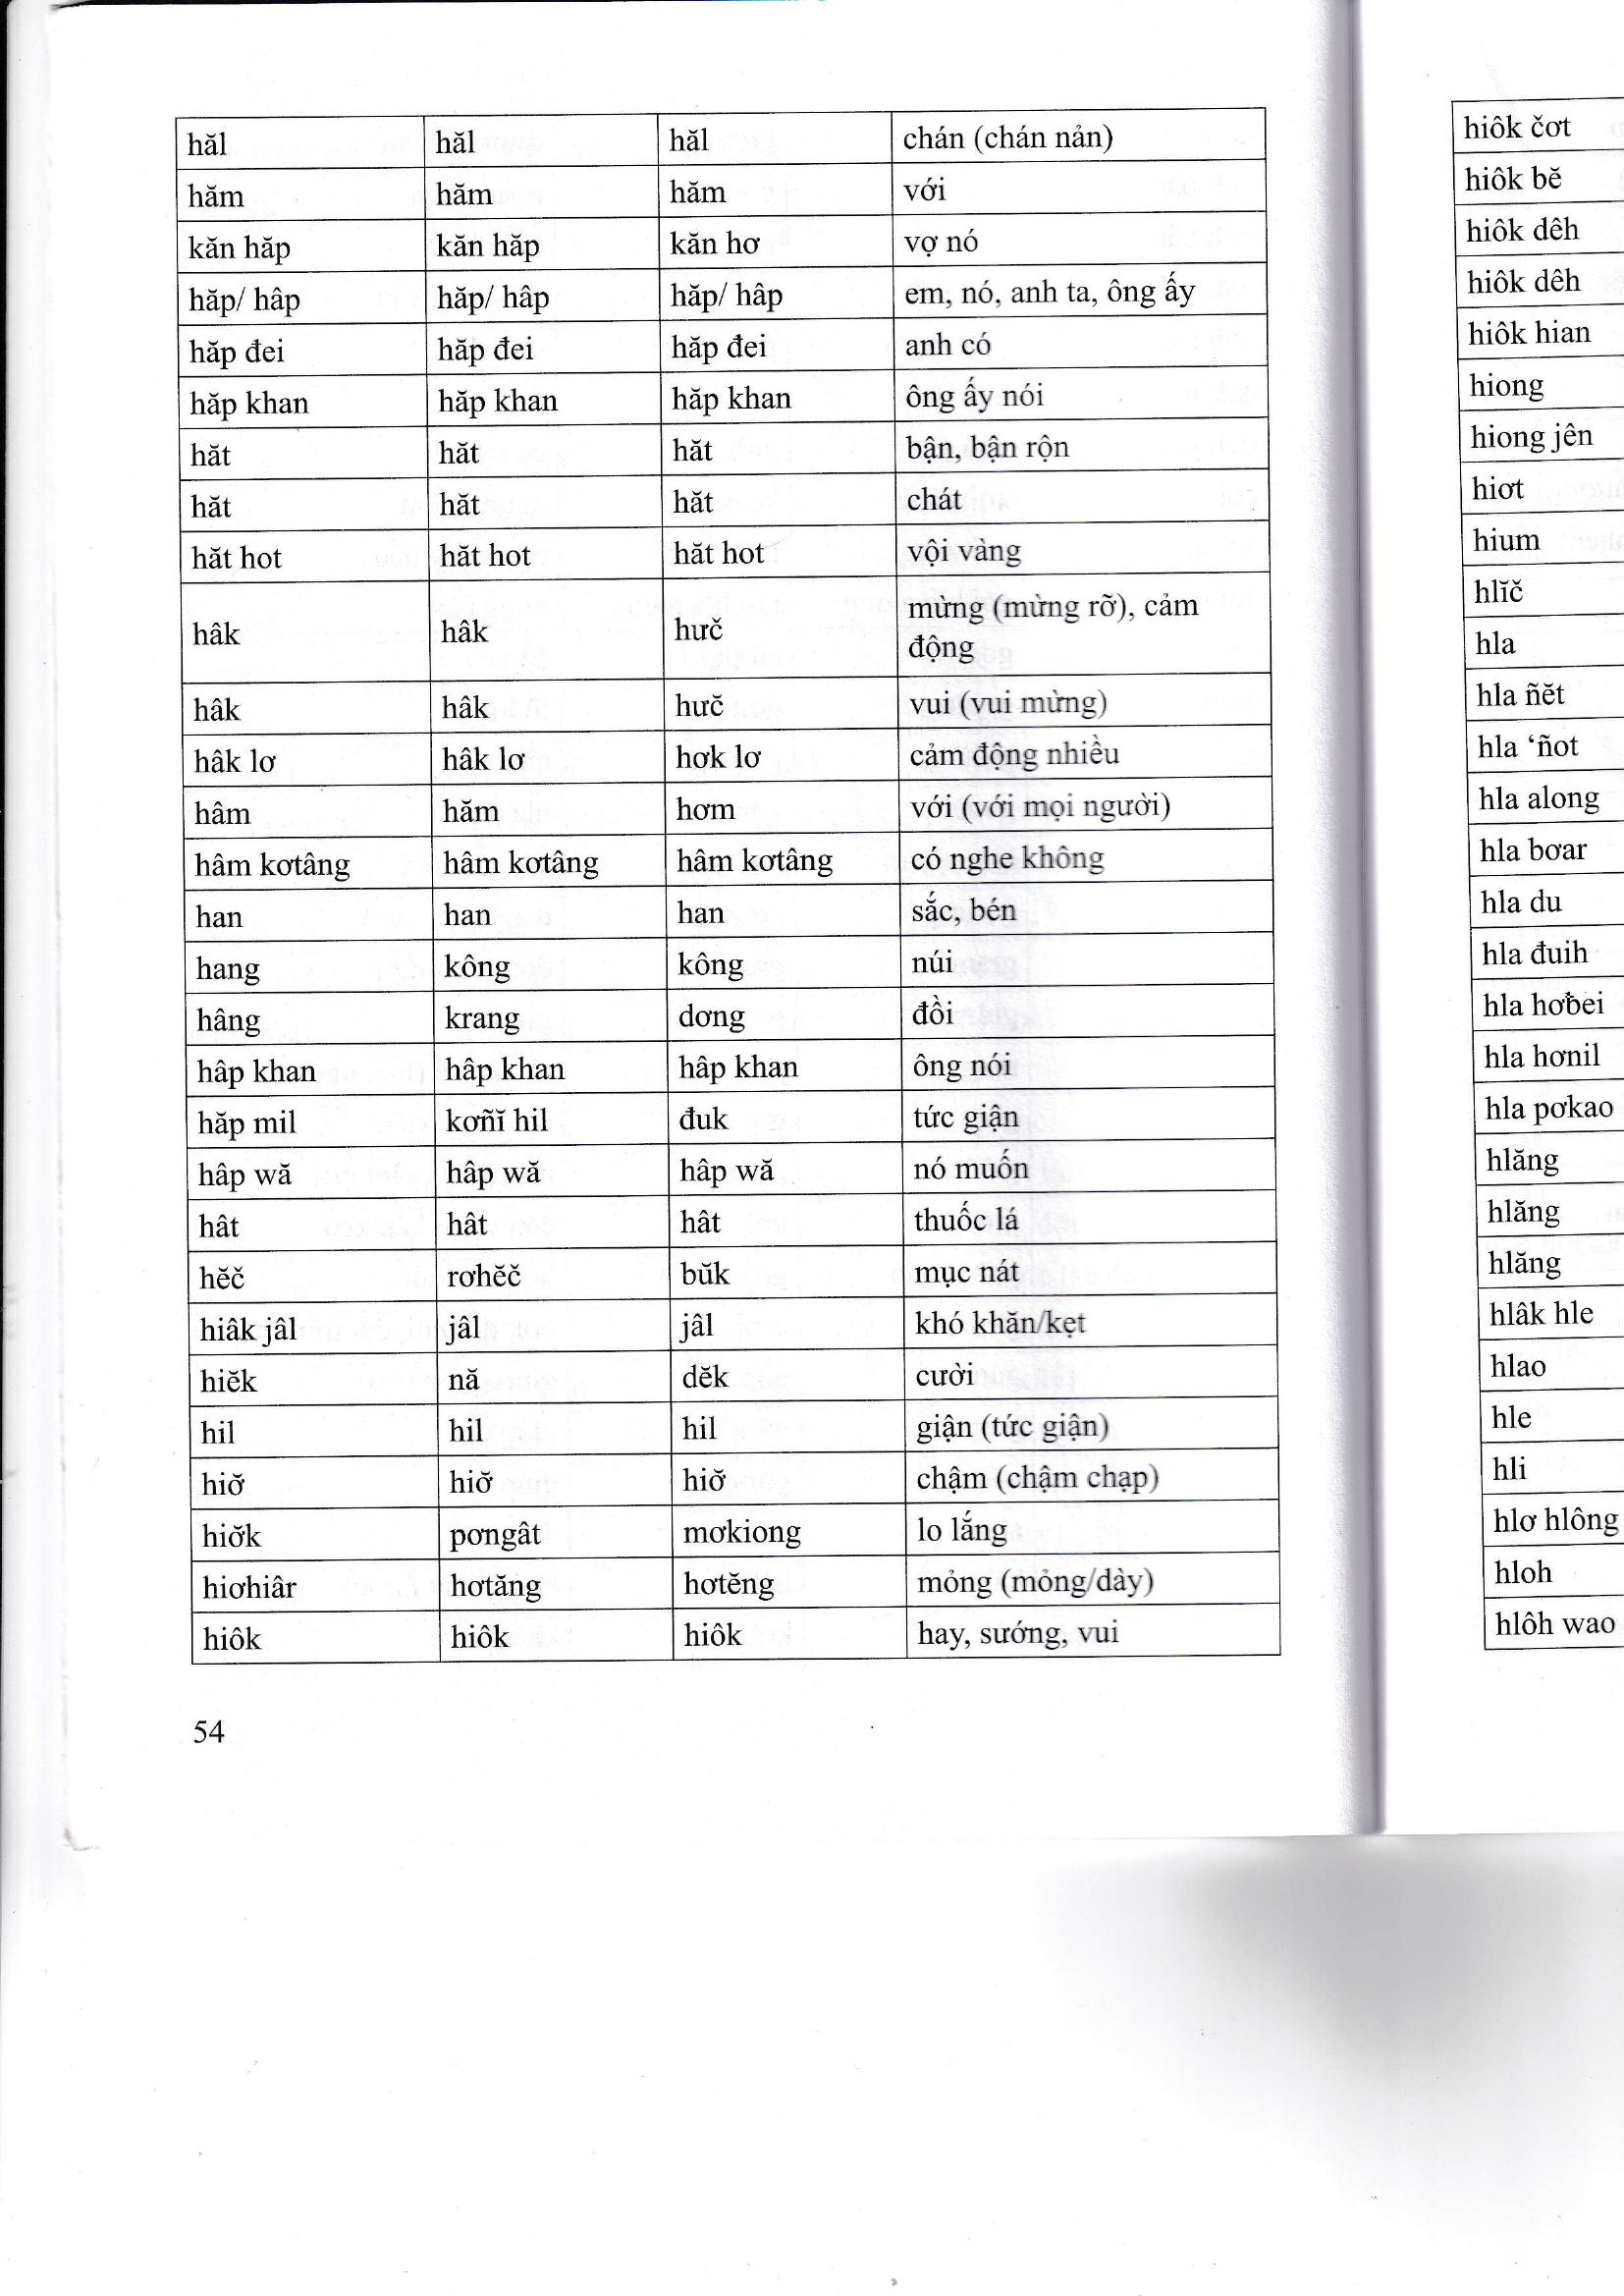 hăl hăl hăl chán (chán nản)
hăm hăm hăm với
kăn hăp kăn hăp kăn hơ vợ nó
hăp/ hâp hăp/ hâp hăp/ hâp em, nó, anh ta, ông ấy
hăp đei hăp đei hăp đei anh có
hăp khan hăp khan hăp khan ông ấy nói
hăt hăt hăt bận, bận rộn
hăt hăt hăt chát
hăt hot hăt hot hăt hot vội vàng
hâk hâk hưč mừng (mừng rỡ), cảm
động
hâk hâk hưč vui (vui mừng)
hâk lơ hâk lơ hơk lơ cảm động nhiều
hâm hăm hơm với (với mọi người)
hâm kơtâng hâm kơtâng hâm kơtâng có nghe không
han han han sắc, bén
hang kông kông núi
hâng krang dơng đồi
hâp khan hâp khan hâp khan ông nói
hăp mil kơñĭ hil đuk tức giận
hâp wă hâp wă hâp wă nó muốn
hât hât hât thuốc lá
hĕč rơhĕč bŭk mục nát
hiâk jâl jâl jâl khó khăn/kẹt
hiĕk nă dĕk cười
hil hil hil giận (tức giận)
hiơ̆ hiơ̆ hiơ̆ chậm (chậm chạp)
hiơ̆k pơngât mơkiong lo lắng
hiơhiâr hơtăng hơtĕng mỏng (mỏng/dày)
hiôk hiôk hiôk hay, sướng, vui
54
hiôk čơt
hiôk bĕ
hiôk dêh
hiôk dêh
hiôk hian
hiong
hiong jên
hiơt
hium
hlĭč
hla
hla ñĕt
hla ‘ñot
hla along
hla bơar
hla du
hla đuih
hla hơƀei
hla hơnil
hla pơkao
hlăng
hlăng
hlăng
hlâk hle
hlao
hle
hli
hlơ hlông
hloh
hlôh wao